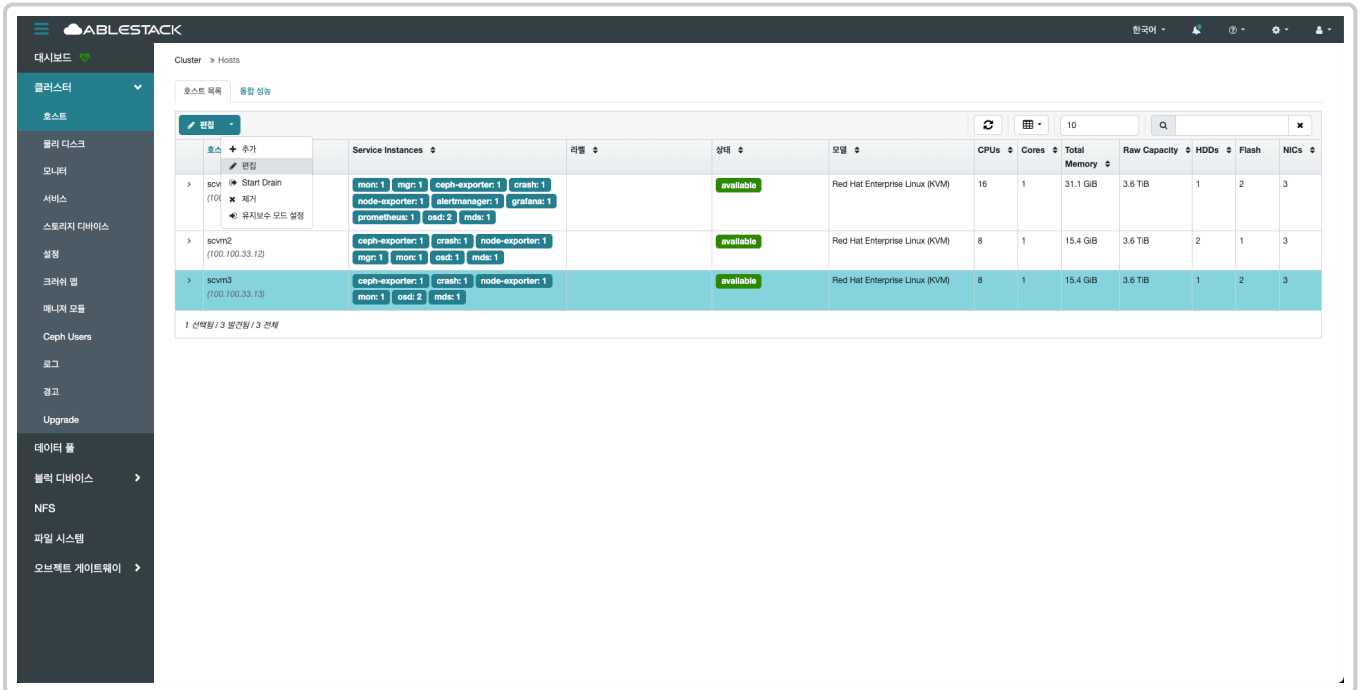 ABLESTACK
한국어
대시보드
클러스터
호스트
물리 디스크
모니터
서비스
스토리지 디바이스
설정
크러쉬 맵
매니저 모듈
Ceph Users
로그
경고
Upgrade
데이터 풀
블럭 디바이스
NFS
파일 시스템
오브젝트 게이트웨이
Cluster » Hosts
호스트 목록 통합 성능
편집
10
추가
편집
Start Drain
제거
유지보수 모드 설정
호스 Service Instances 라벨 상태 모델 CPUs Cores Total Memory Raw Capacity HDDs Flash NICs
scv mon: 1 mgr: 1 ceph-exporter: 1 crash: 1 available Red Hat Enterprise Linux (KVM) 16 1 31.1 GiB 3.6 TiB 1 2 3
(100 node-exporter: 1 alertmanager: 1 grafana: 1
prometheus: 1 osd: 2 mds: 1
scvm2 ceph-exporter: 1 crash: 1 node-exporter: 1 available Red Hat Enterprise Linux (KVM) 8 1 15.4 GiB 3.6 TiB 2 1 3
(100.100.33.12) mgr: 1 mon: 1 osd: 1 mds: 1
scvm3 ceph-exporter: 1 crash: 1 node-exporter: 1 available Red Hat Enterprise Linux (KVM) 8 1 15.4 GiB 3.6 TiB 1 2 3
(100.100.33.13) mon: 1 osd: 2 mds: 1
1 선택됨 / 3 발견됨 / 3 전체